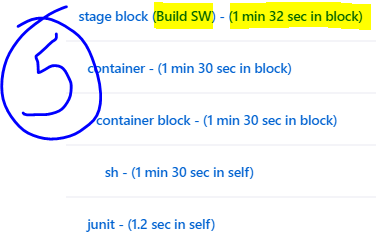 stage block (Build SW) - (1 min 32 sec in block)
5
container - (1 min 30 sec in block)
container block - (1 min 30 sec in block)
sh - (1 min 30 sec in self)
junit - (1.2 sec in self)